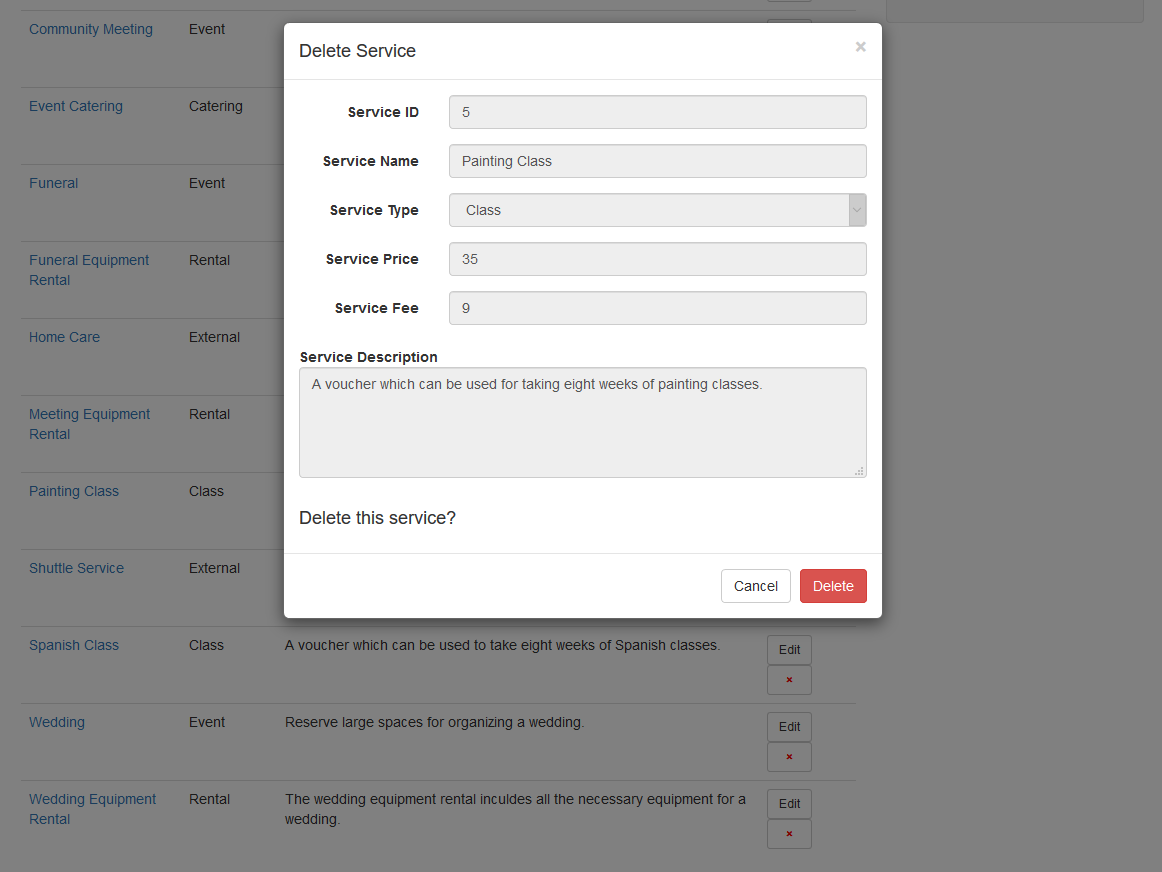 Delete Service ×
Service ID 5
Service Name Painting Class
Service Type Class
Service Price 35
Service Fee 9
Service Description
A voucher which can be used for taking eight weeks of painting classes.
Delete this service?
Cancel Delete
Community Meeting Event
Event Catering Catering
Funeral Event
Funeral Equipment Rental
Rental
Home Care External
Meeting Equipment Rental
Rental
Painting Class Class
Shuttle Service External
Spanish Class Class A voucher which can be used to take eight weeks of Spanish classes. Edit
×
Wedding Event Reserve large spaces for organizing a wedding. Edit
×
Wedding Equipment Rental The wedding equipment rental inculdes all the necessary equipment for a Edit
Rental wedding.
×